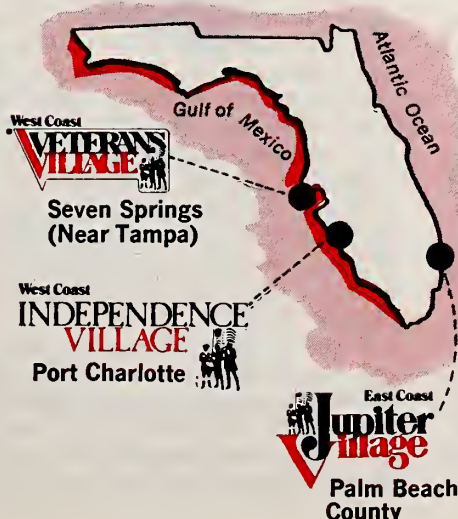 Atlantic Ocean
Gulf of Mexico
West Coast
VETERANS
VILLAGE
Seven Springs
(Near Tampa)
West Coast
INDEPENDENCE
VILLAGE
Port Charlotte
East Coast
Jupiter
Village
Palm Beach
County